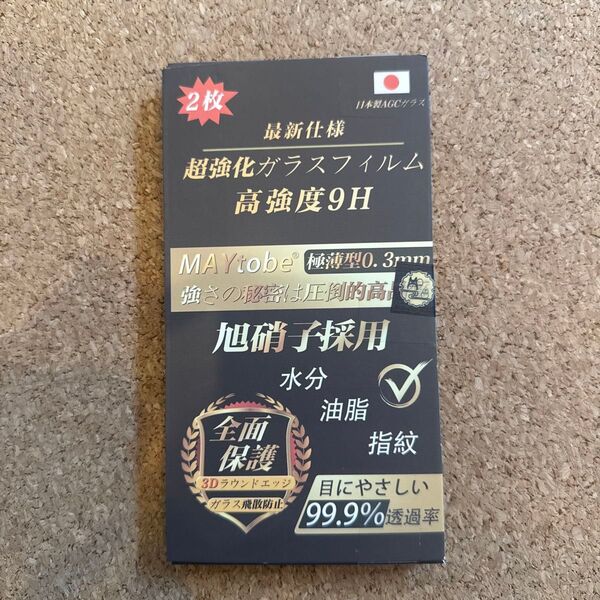 2枚
日本製AGCガラス
最新仕様
超強化ガラスフィルム
高強度9H
MAYtobe®
極薄型0.3mm
強さの秘密は圧倒的高品
旭硝子採用
水分
油脂
指紋
全面
保護
3Dラウンドエッジ
ガラス飛散防止
目にやさしい
99.9%透過率